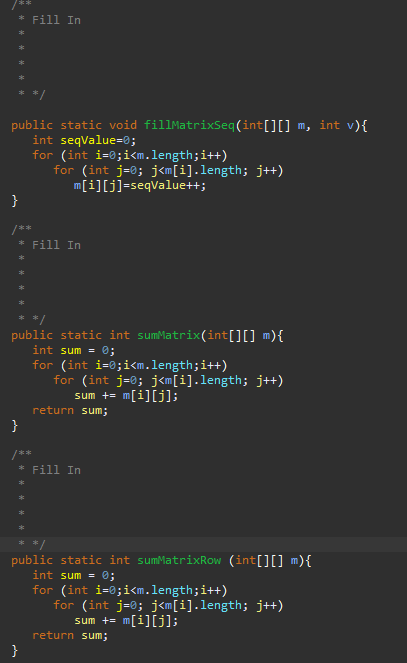 /**
 * Fill In
 *
 *
 *
 *
 * */

public static void fillMatrixSeq(int[][] m, int v){
   int seqValue=0;
   for (int i=0;i<m.length;i++)
      for (int j=0; j<m[i].length; j++)
         m[i][j]=seqValue++;
}

/**
 * Fill In
 *
 *
 *
 *
 * */
public static int sumMatrix(int[][] m){
   int sum = 0;
   for (int i=0;i<m.length;i++)
      for (int j=0; j<m[i].length; j++)
         sum += m[i][j];
   return sum;
}

/**
 * Fill In
 *
 *
 *
 *
 * */
public static int sumMatrixRow (int[][] m){
   int sum = 0;
   for (int i=0;i<m.length;i++)
      for (int j=0; j<m[i].length; j++)
         sum += m[i][j];
   return sum;
}